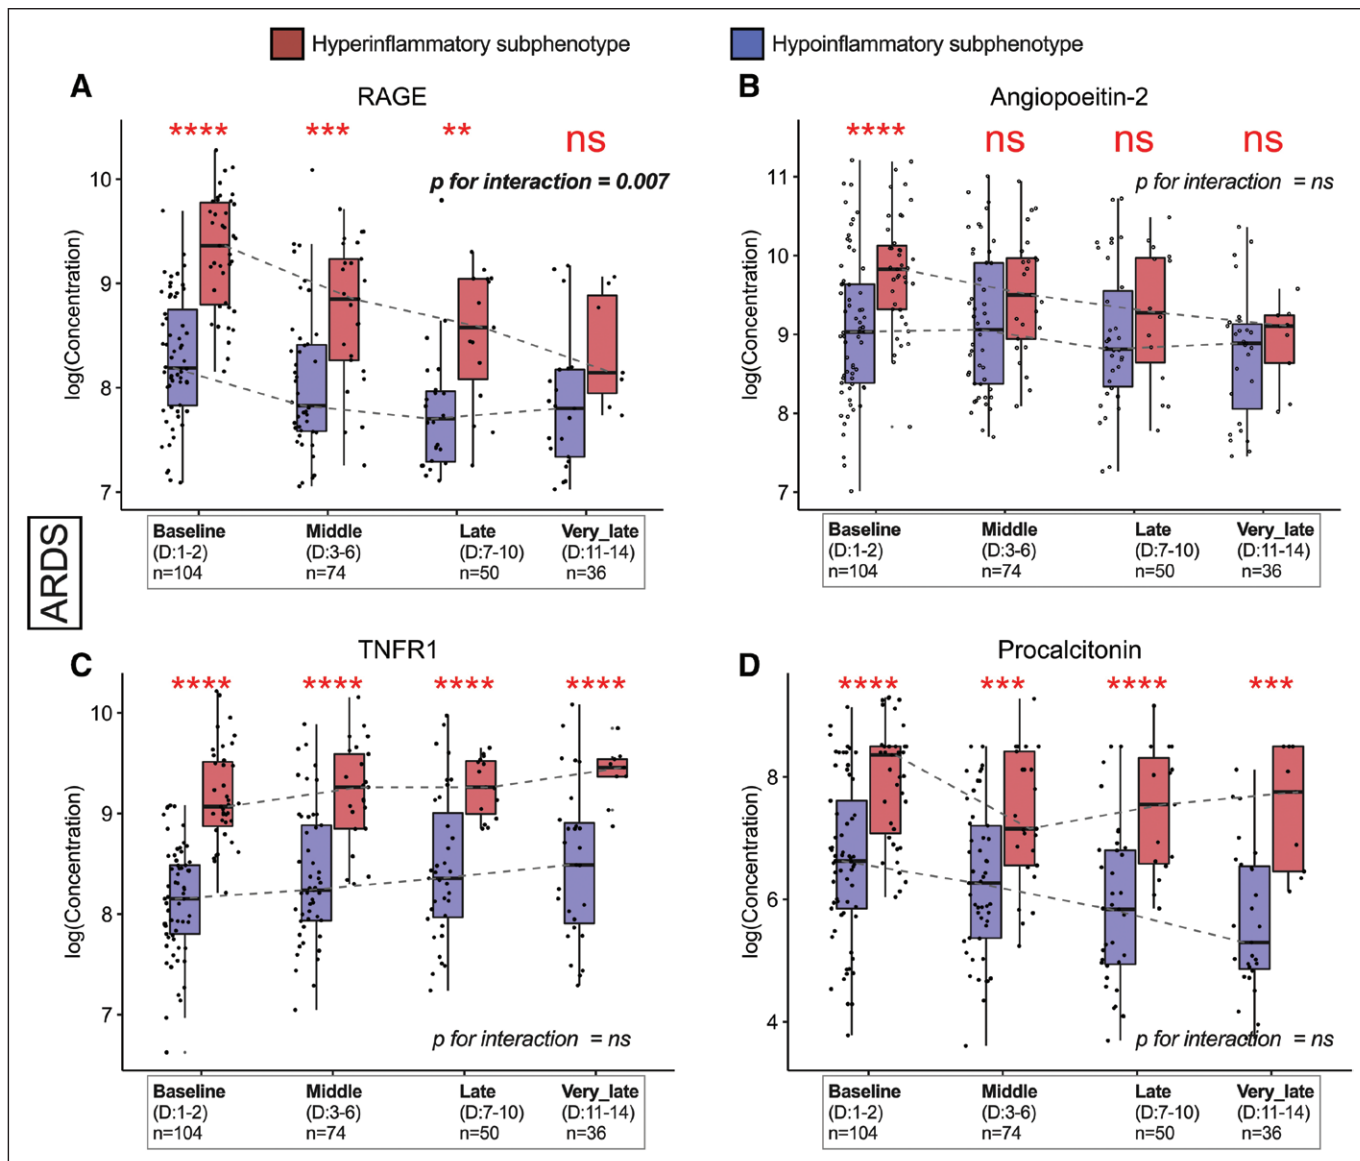 Hyperinflammatory subphenotype
Hypoinflammatory subphenotype
ARDS
A
RAGE
log(Concentration)
10
9
8
7
****
***
**
ns
p for interaction = 0.007
Baseline
(D:1-2)
n=104
Middle
(D:3-6)
n=74
Late
(D:7-10)
n=50
Very_late
(D:11-14)
n=36
B
Angiopoeitin-2
log(Concentration)
11
10
9
8
7
****
ns
ns
ns
p for interaction = ns
Baseline
(D:1-2)
n=104
Middle
(D:3-6)
n=74
Late
(D:7-10)
n=50
Very_late
(D:11-14)
n=36
C
TNFR1
log(Concentration)
10
9
8
7
****
****
****
****
p for interaction = ns
Baseline
(D:1-2)
n=104
Middle
(D:3-6)
n=74
Late
(D:7-10)
n=50
Very_late
(D:11-14)
n=36
D
Procalcitonin
log(Concentration)
8
6
4
****
***
****
***
p for interaction = ns
Baseline
(D:1-2)
n=104
Middle
(D:3-6)
n=74
Late
(D:7-10)
n=50
Very_late
(D:11-14)
n=36